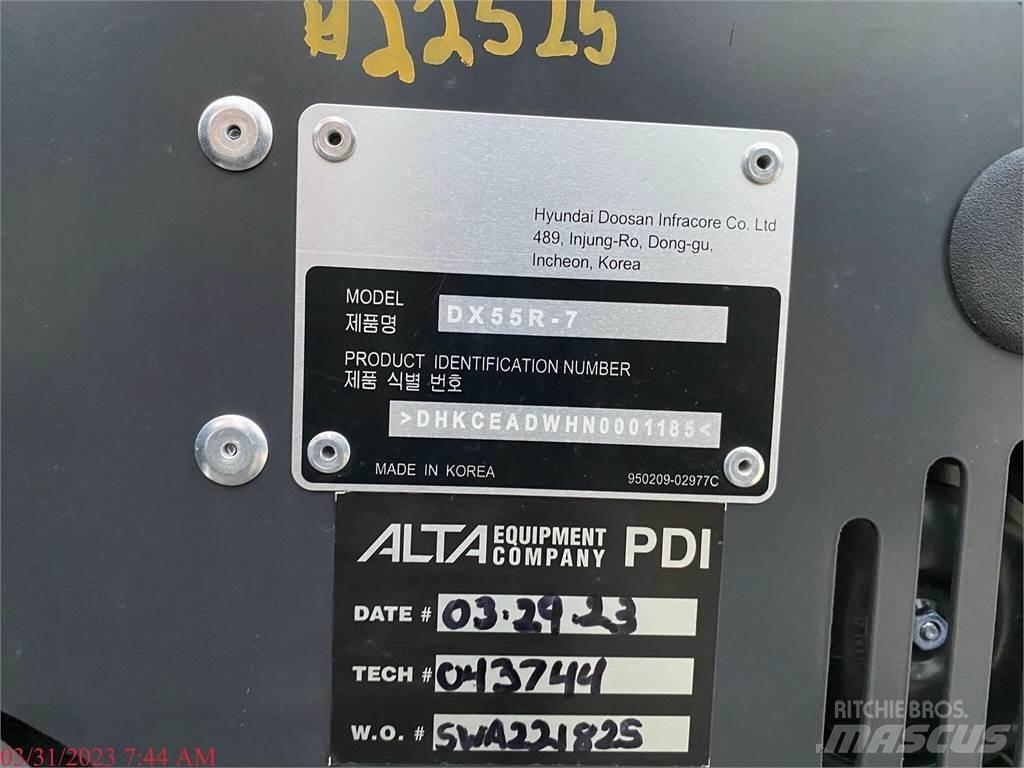 H22525
Hyundai Doosan Infracore Co. Ltd
489, Injung-Ro, Dong-gu,
Incheon, Korea
MODEL
제품명
DX55R-7
PRODUCT IDENTIFICATION NUMBER
제품 식별 번호
>DHKCEADWHN0001185<
MADE IN KOREA
950209-02977C
ALTA EQUIPMENT COMPANY PDI
DATE # 03.29.23
TECH # 043744
W.O. # SWA221825
03/31/2023 7:44 AM
RITCHIE BROS.
MASCUS